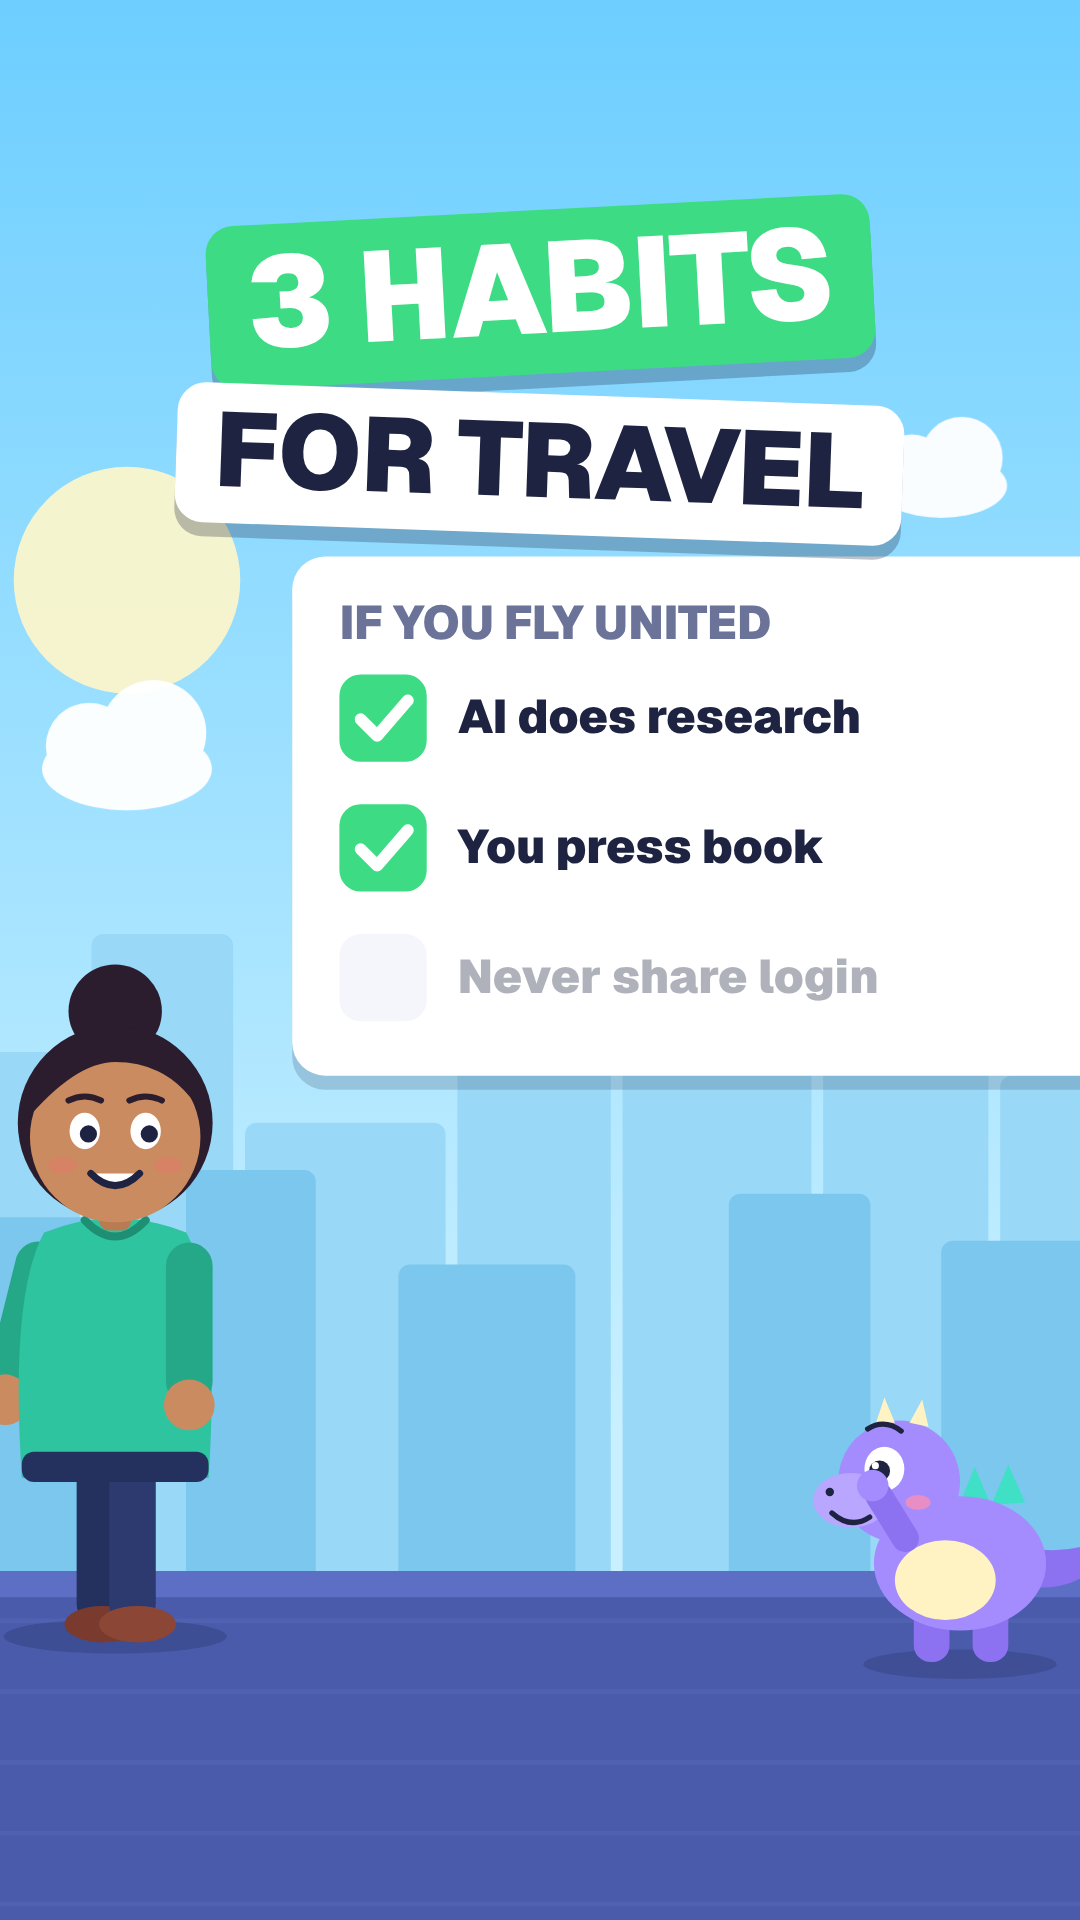 3 HABITS
FOR TRAVEL
IF YOU FLY UNITED
AI does research
You press book
Never share login